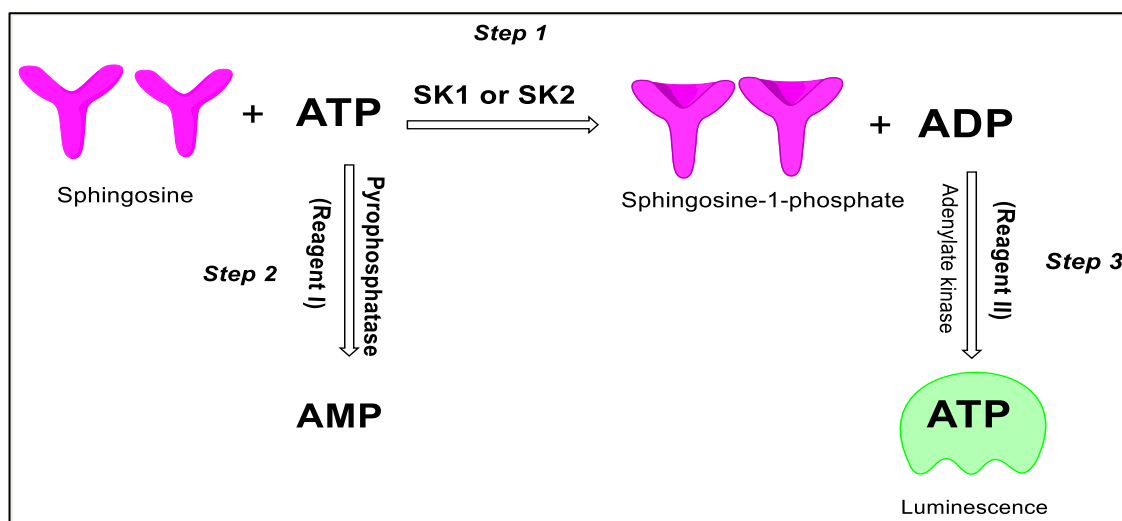 Step 1
+
ATP
SK1 or SK2
+
ADP
Sphingosine
Sphingosine-1-phosphate
Step 2
(Reagent I)
Pyrophosphatase
Adenylate kinase
(Reagent II)
Step 3
AMP
ATP
Luminescence